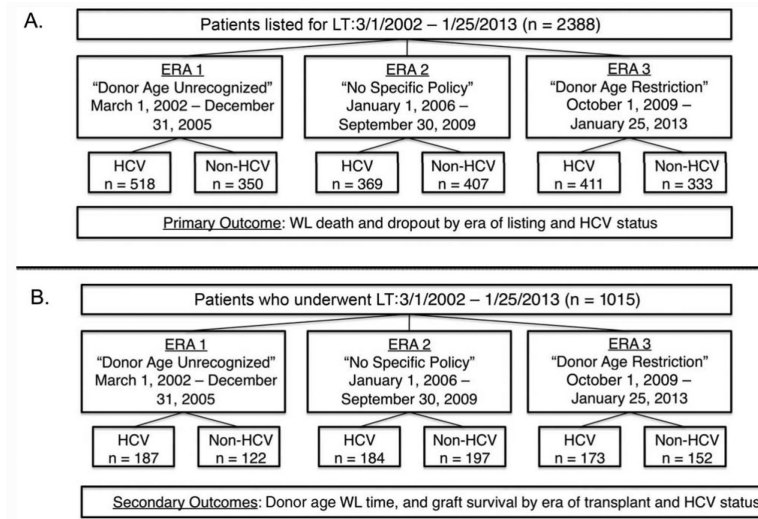 A.
Patients listed for LT:3/1/2002 – 1/25/2013 (n = 2388)
ERA 1
“Donor Age Unrecognized”
March 1, 2002 – December
31, 2005
ERA 2
“No Specific Policy”
January 1, 2006 –
September 30, 2009
ERA 3
“Donor Age Restriction”
October 1, 2009 –
January 25, 2013
HCV
n = 518
Non-HCV
n = 350
HCV
n = 369
Non-HCV
n = 407
HCV
n = 411
Non-HCV
n = 333
Primary Outcome: WL death and dropout by era of listing and HCV status
B.
Patients who underwent LT:3/1/2002 – 1/25/2013 (n = 1015)
ERA 1
“Donor Age Unrecognized”
March 1, 2002 – December
31, 2005
ERA 2
“No Specific Policy”
January 1, 2006 –
September 30, 2009
ERA 3
“Donor Age Restriction”
October 1, 2009 –
January 25, 2013
HCV
n = 187
Non-HCV
n = 122
HCV
n = 184
Non-HCV
n = 197
HCV
n = 173
Non-HCV
n = 152
Secondary Outcomes: Donor age WL time, and graft survival by era of transplant and HCV status